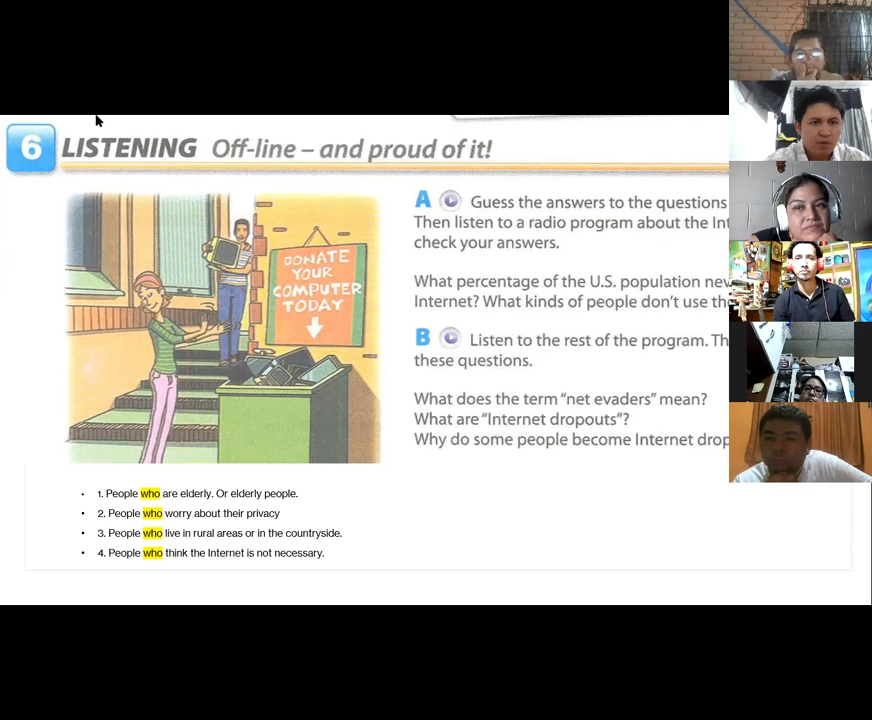 6 LISTENING Off-line – and proud of it!
DONATE
YOUR
COMPUTER
TODAY
A Guess the answers to the questions
Then listen to a radio program about the
check your answers.
What percentage of the U.S. population
Internet? What kinds of people don't use
B Listen to the rest of the program.
these questions.
What does the term "net evaders" mean?
What are "Internet dropouts"?
Why do some people become Internet
• 1. People who are elderly. Or elderly people.
• 2. People who worry about their privacy
• 3. People who live in rural areas or in the countryside.
• 4. People who think the Internet is not necessary.